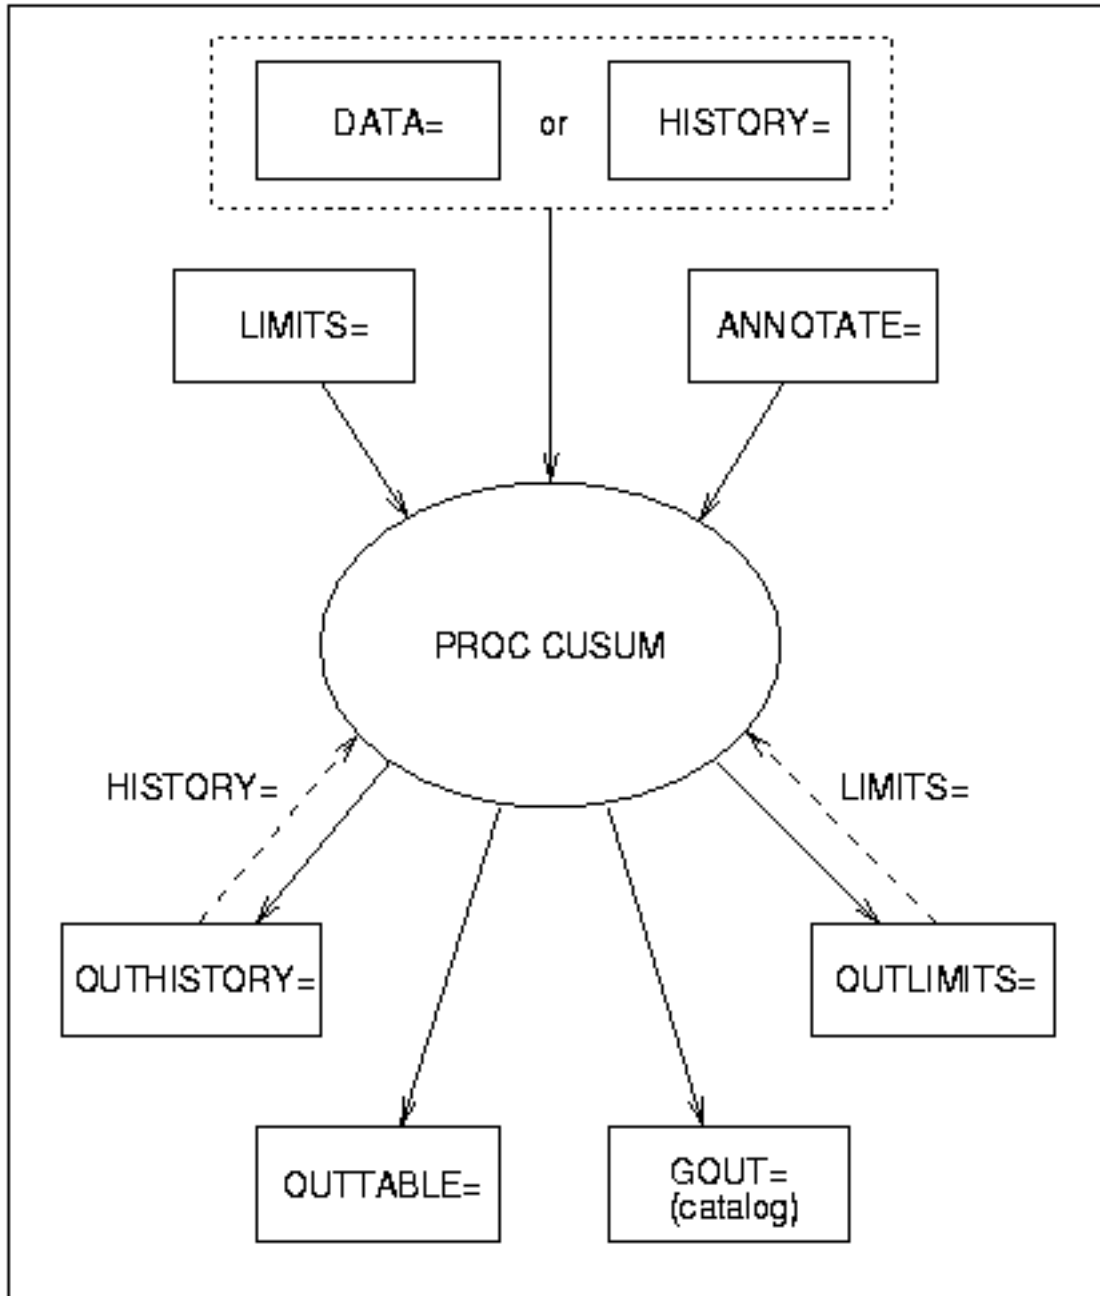 DATA= or HISTORY=
LIMITS= ANNOTATE=
PROC CUSUM
HISTORY= LIMITS=
OUTHISTORY= OUTLIMITS=
OUTTABLE= GOUT=
(catalog)